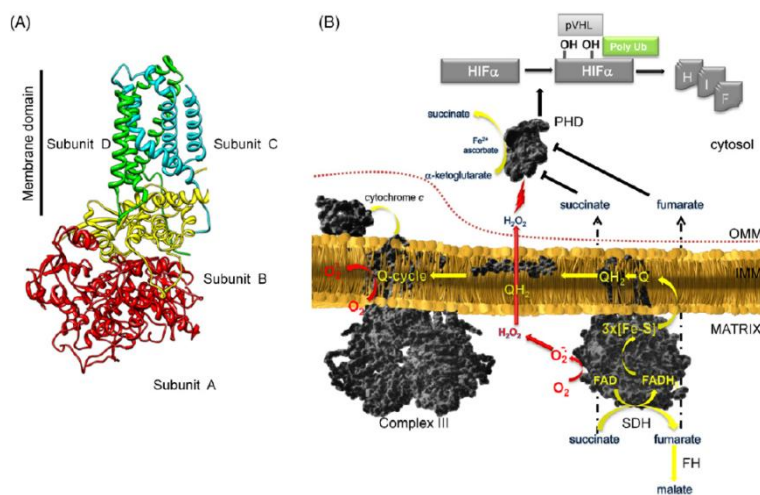 (A)
Membrane domain
Subunit D
Subunit C
Subunit B
Subunit A
(B)
pVHL
OH OH
Poly Ub
HIFα
HIFα
H
I
F
succinate
PHD
Fe²⁺
ascorbate
α-ketoglutarate
cytosol
cytochrome c
succinate
fumarate
H₂O₂
OMM
O₂
Q-cycle
QH₂
QH₂
Q
IMM
O₂
H₂O₂
3x[Fe-S]
MATRIX
O₂⁻
O₂
FAD
FADH
Complex III
SDH
succinate
fumarate
FH
malate